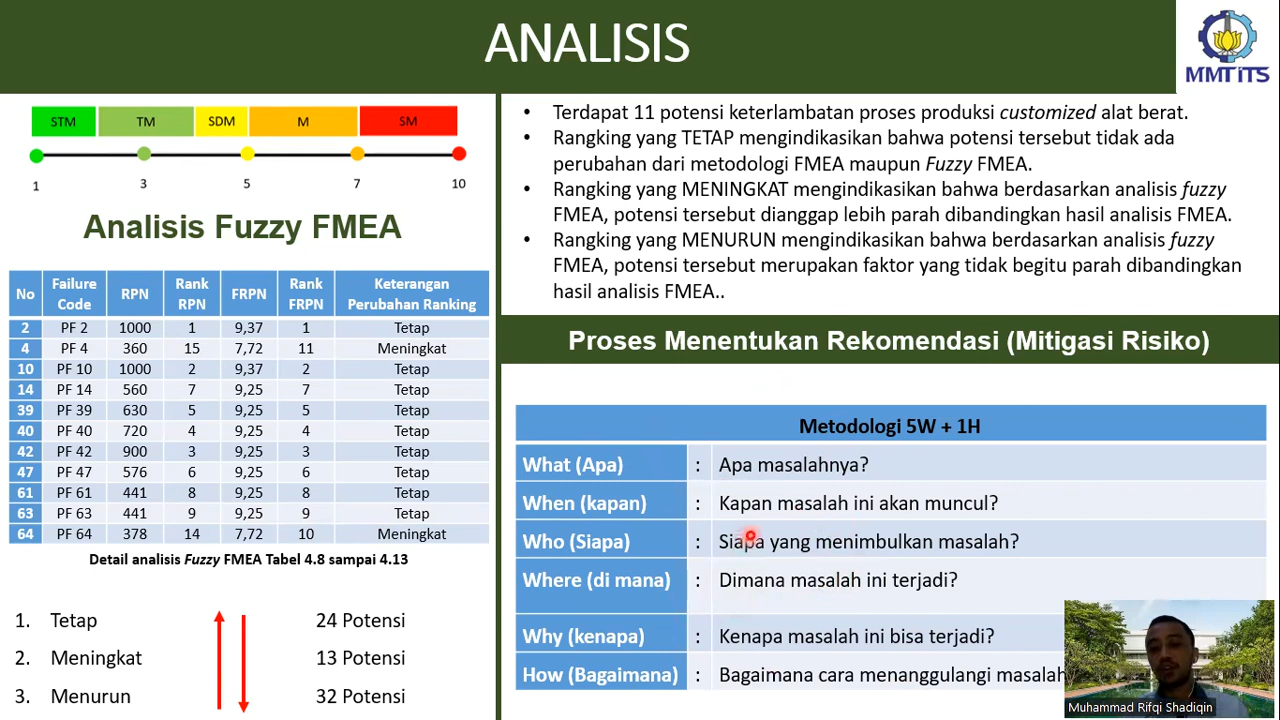 ANALISIS
MMT ITS
STM TM SDM M SM
1 3 5 7 10
Analisis Fuzzy FMEA
No Failure Code RPN Rank RPN FRPN Rank FRPN Keterangan Perubahan Ranking
2 PF 2 1000 1 9,37 1 Tetap
4 PF 4 360 15 7,72 11 Meningkat
10 PF 10 1000 2 9,37 2 Tetap
14 PF 14 560 7 9,25 7 Tetap
39 PF 39 630 5 9,25 5 Tetap
40 PF 40 720 4 9,25 4 Tetap
42 PF 42 900 3 9,25 3 Tetap
47 PF 47 576 6 9,25 6 Tetap
61 PF 61 441 8 9,25 8 Tetap
63 PF 63 441 9 9,25 9 Tetap
64 PF 64 378 14 7,72 10 Meningkat
Detail analisis Fuzzy FMEA Tabel 4.8 sampai 4.13
1. Tetap 24 Potensi
2. Meningkat 13 Potensi
3. Menurun 32 Potensi
• Terdapat 11 potensi keterlambatan proses produksi customized alat berat.
• Rangking yang TETAP mengindikasikan bahwa potensi tersebut tidak ada
perubahan dari metodologi FMEA maupun Fuzzy FMEA.
• Rangking yang MENINGKAT mengindikasikan bahwa berdasarkan analisis fuzzy
FMEA, potensi tersebut dianggap lebih parah dibandingkan hasil analisis FMEA.
• Rangking yang MENURUN mengindikasikan bahwa berdasarkan analisis fuzzy
FMEA, potensi tersebut merupakan faktor yang tidak begitu parah dibandingkan
hasil analisis FMEA..
Proses Menentukan Rekomendasi (Mitigasi Risiko)
Metodologi 5W + 1H
What (Apa) : Apa masalahnya?
When (kapan) : Kapan masalah ini akan muncul?
Who (Siapa) : Siapa yang menimbulkan masalah?
Where (di mana) : Dimana masalah ini terjadi?
Why (kenapa) : Kenapa masalah ini bisa terjadi?
How (Bagaimana) : Bagaimana cara menanggulangi masalah
Muhammad Rifqi Shadiqin